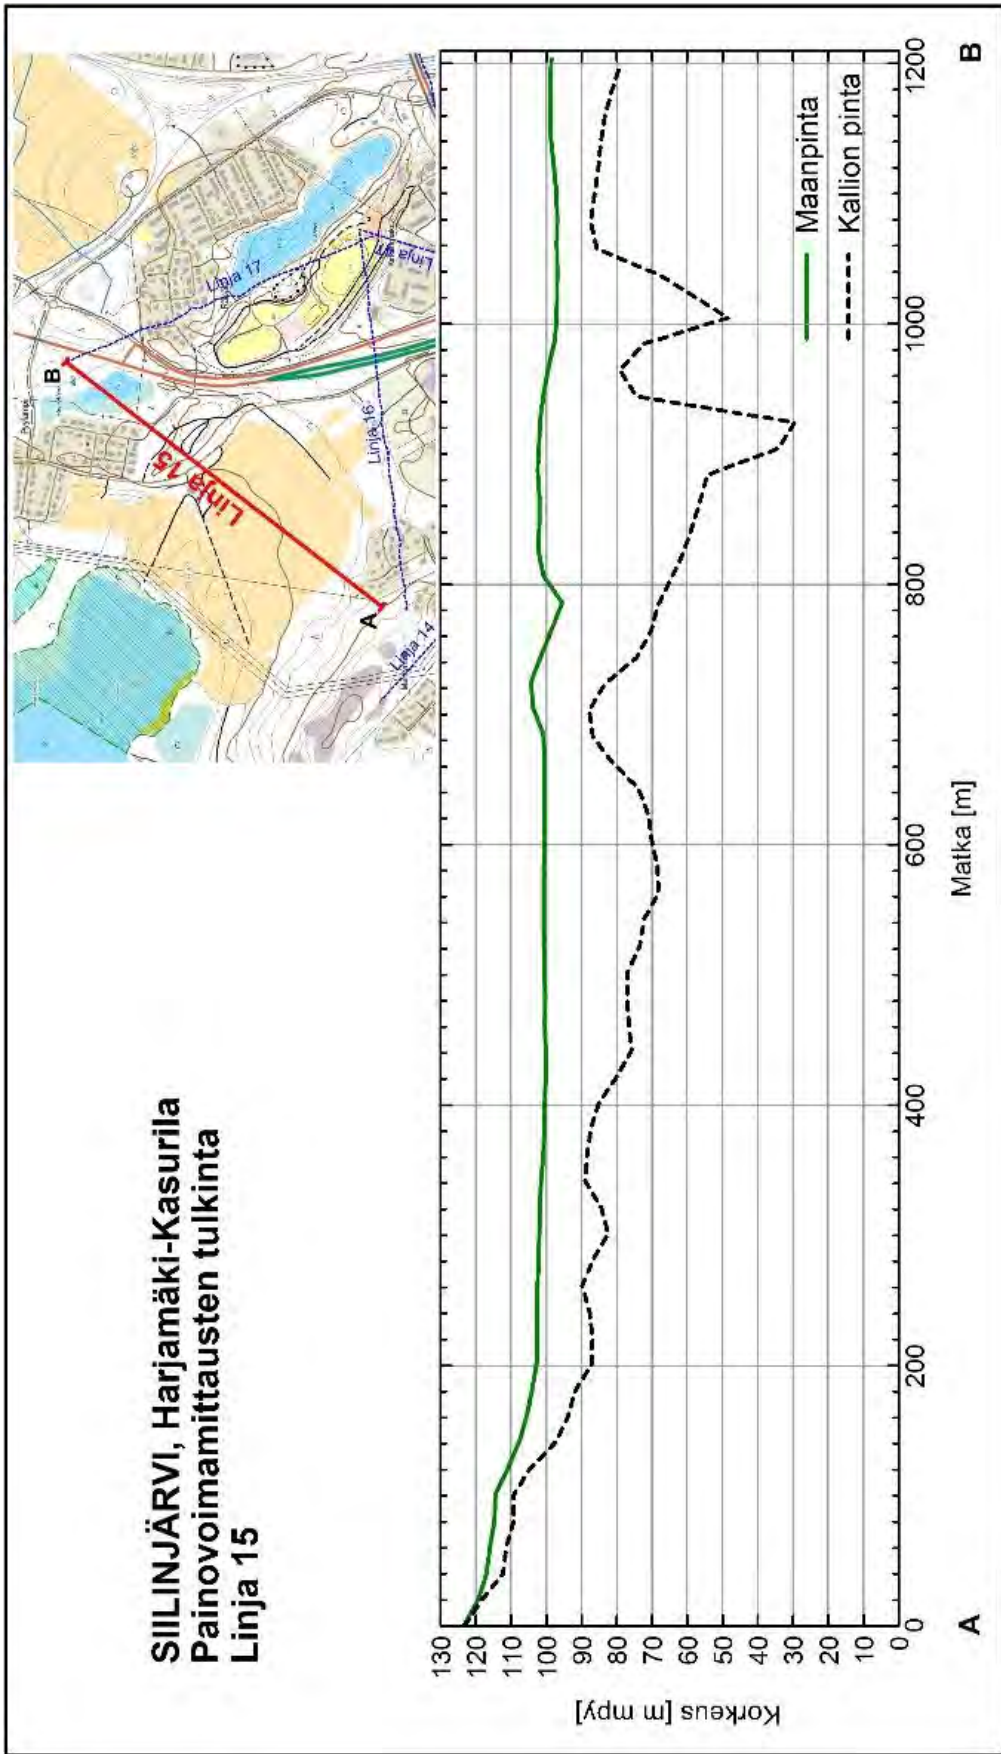 SIILINJÄRVI, Harjamäki-Kasurila
Painovoimamittausten tulkinta
Linja 15
B
Linja 17
Linja 15
Linja 16
Linja 14
A
Korkeus [m mpy]
130
120
110
100
90
80
70
60
50
40
30
20
10
0
Maanpinta
Kallion pinta
0
200
400
600
800
1000
1200
A
Matka [m]
B